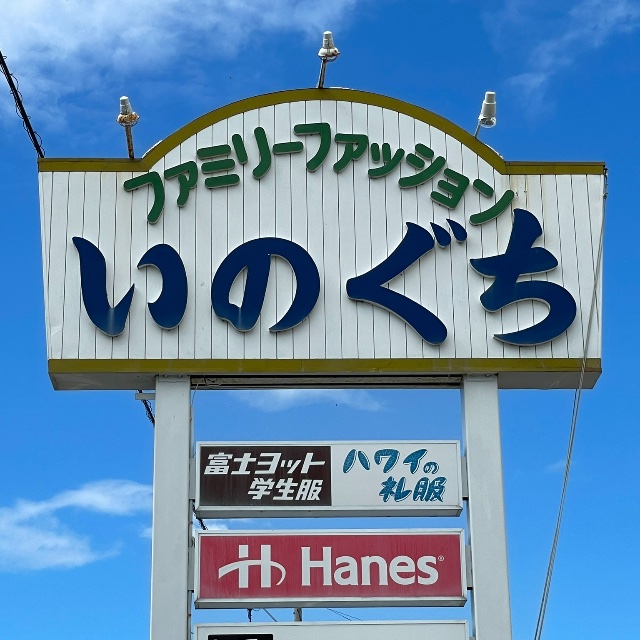 ファミリーファッション
いのぐち
富士ヨット
学生服
ハワイの
礼服
Hanes